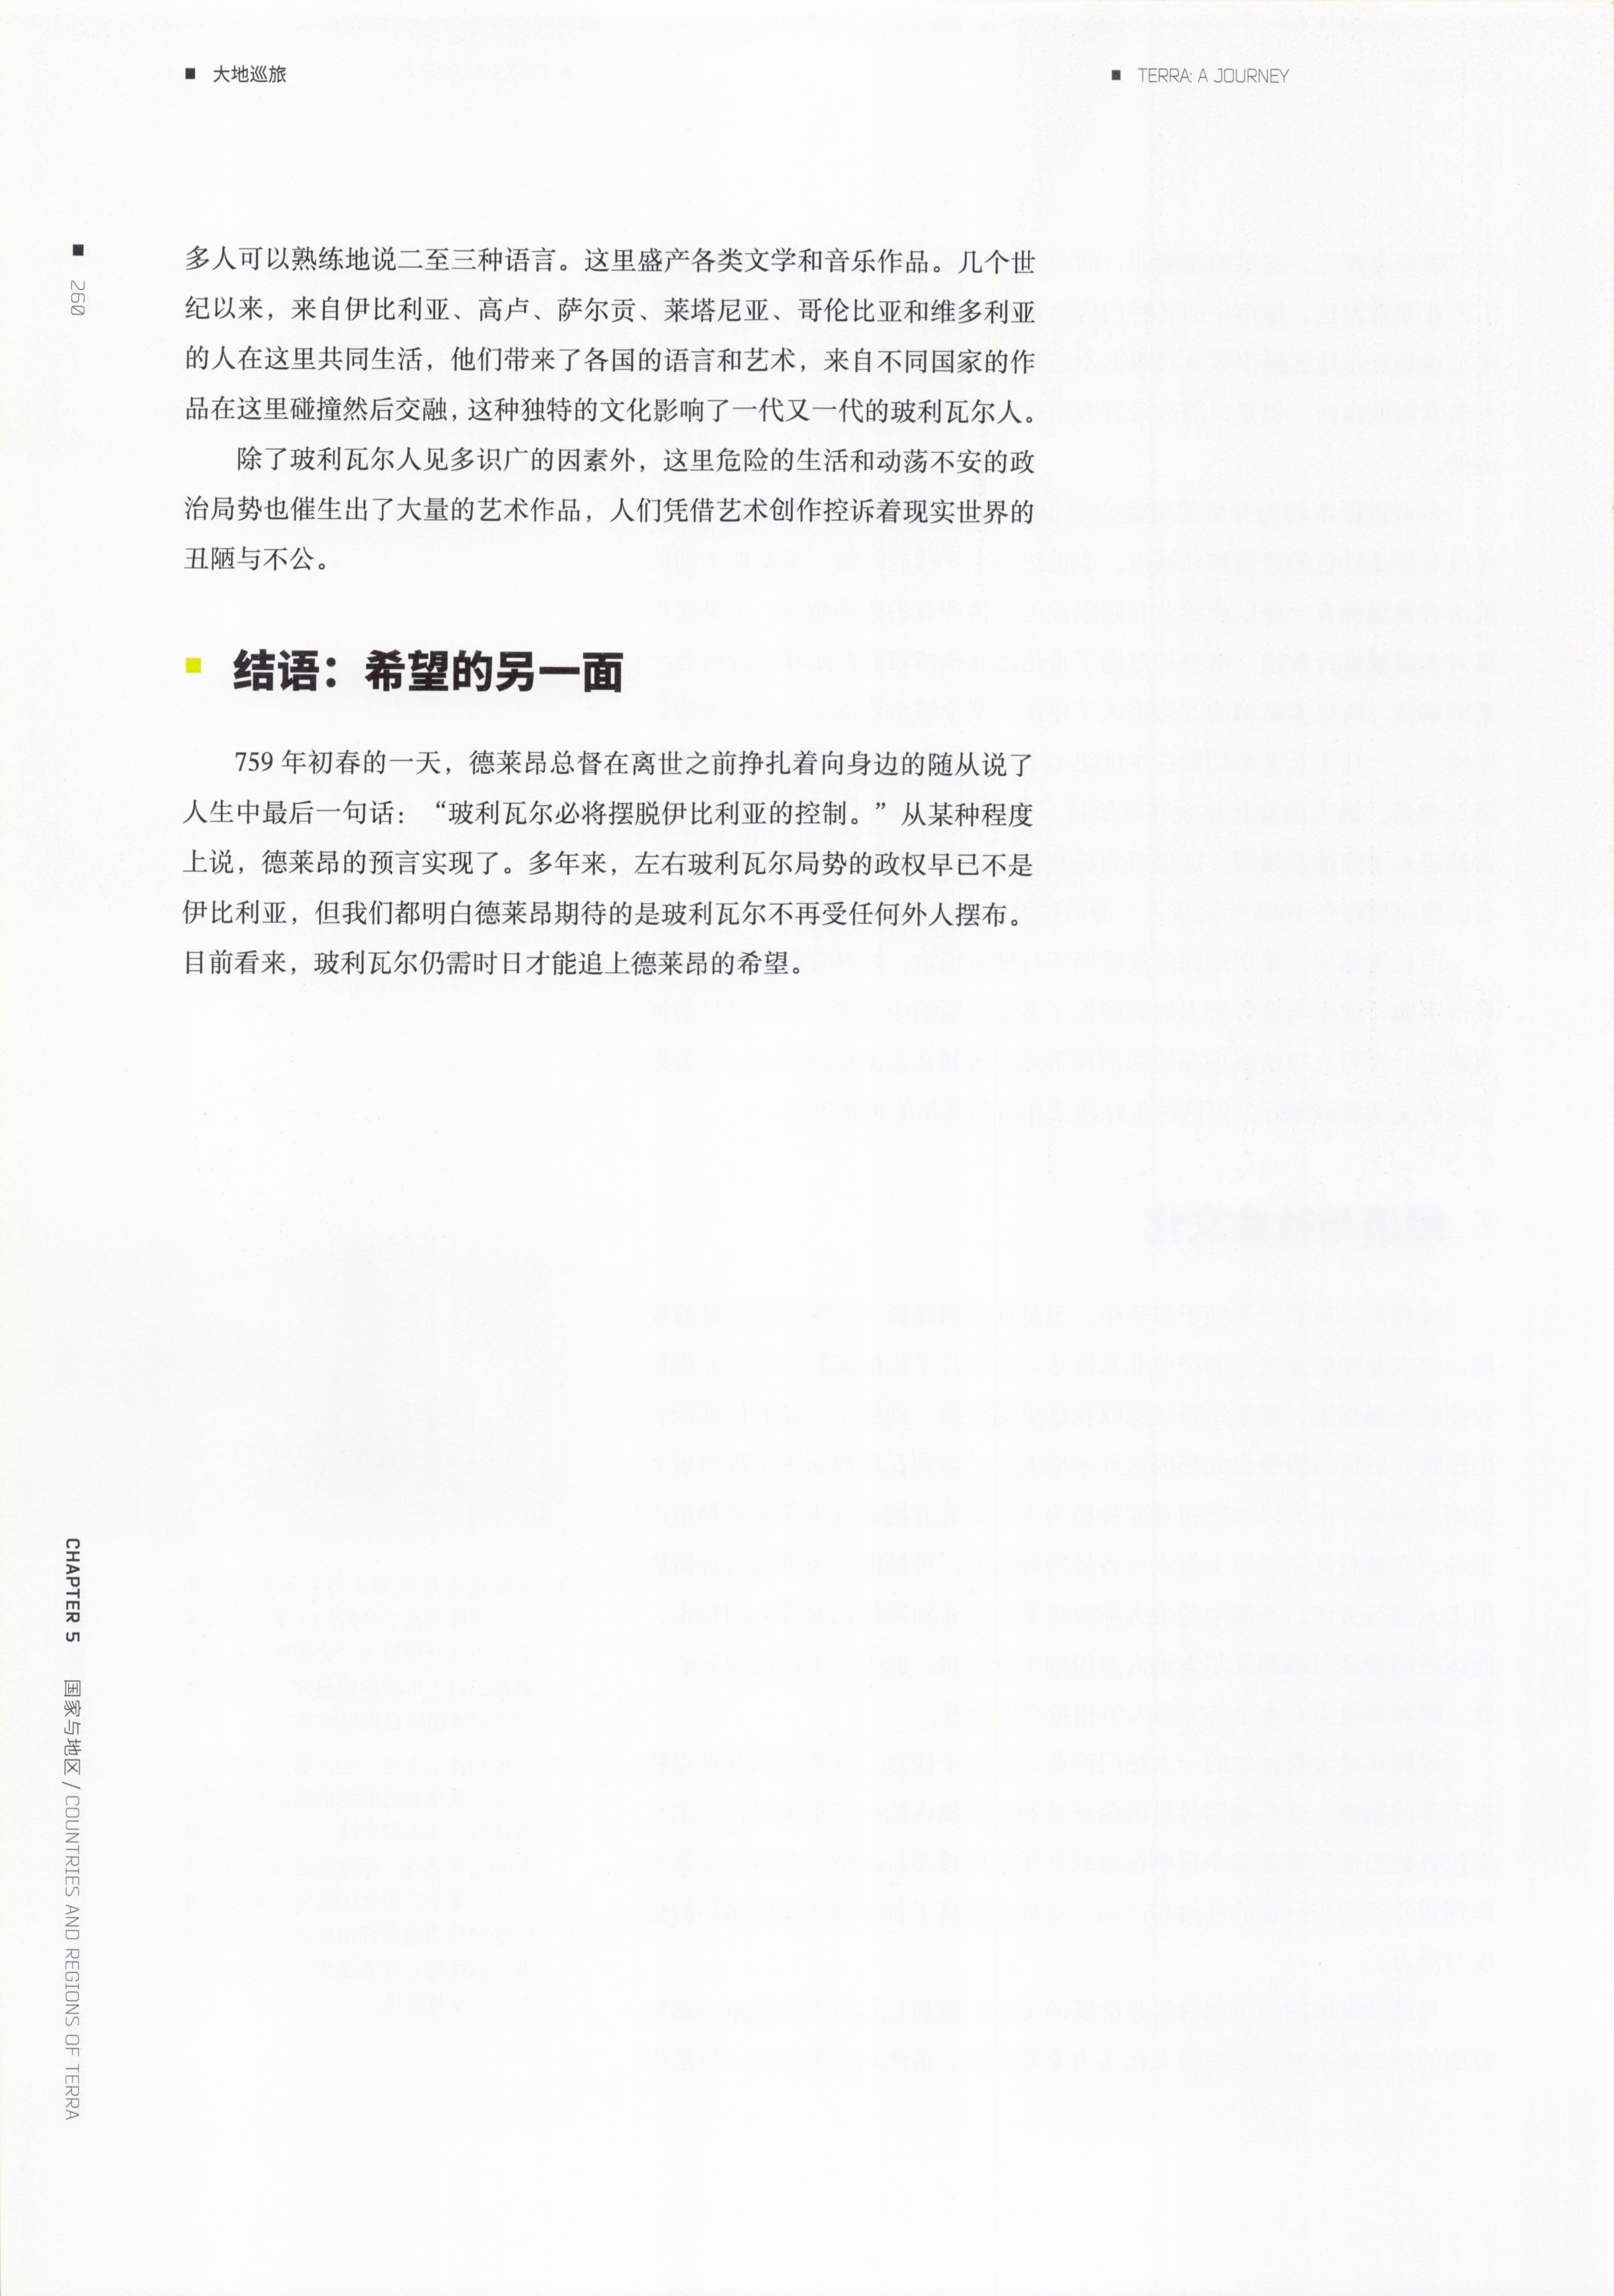 大地巡旅
TERRA: A JOURNEY
260
多人可以熟练地说二至三种语言。这里盛产各类文学和音乐作品。几个世
纪以来，来自伊比利亚、高卢、萨尔贡、莱塔尼亚、哥伦比亚和维多利亚
的人在这里共同生活，他们带来了各国的语言和艺术，来自不同国家的作
品在这里碰撞然后交融，这种独特的文化影响了一代又一代的玻利瓦尔人。
除了玻利瓦尔人见多识广的因素外，这里危险的生活和动荡不安的政
治局势也催生出了大量的艺术作品，人们凭借艺术创作控诉着现实世界的
丑陋与不公。
结语：希望的另一面
759 年初春的一天，德莱昂总督在离世之前挣扎着向身边的随从说了
人生中最后一句话：“玻利瓦尔必将摆脱伊比利亚的控制。”从某种程度
上说，德莱昂的预言实现了。多年来，左右玻利瓦尔局势的政权早已不是
伊比利亚，但我们都明白德莱昂期待的是玻利瓦尔不再受任何外人摆布。
目前看来，玻利瓦尔仍需时日才能追上德莱昂的希望。
CHAPTER 5 国家与地区 / COUNTRIES AND REGIONS OF TERRA